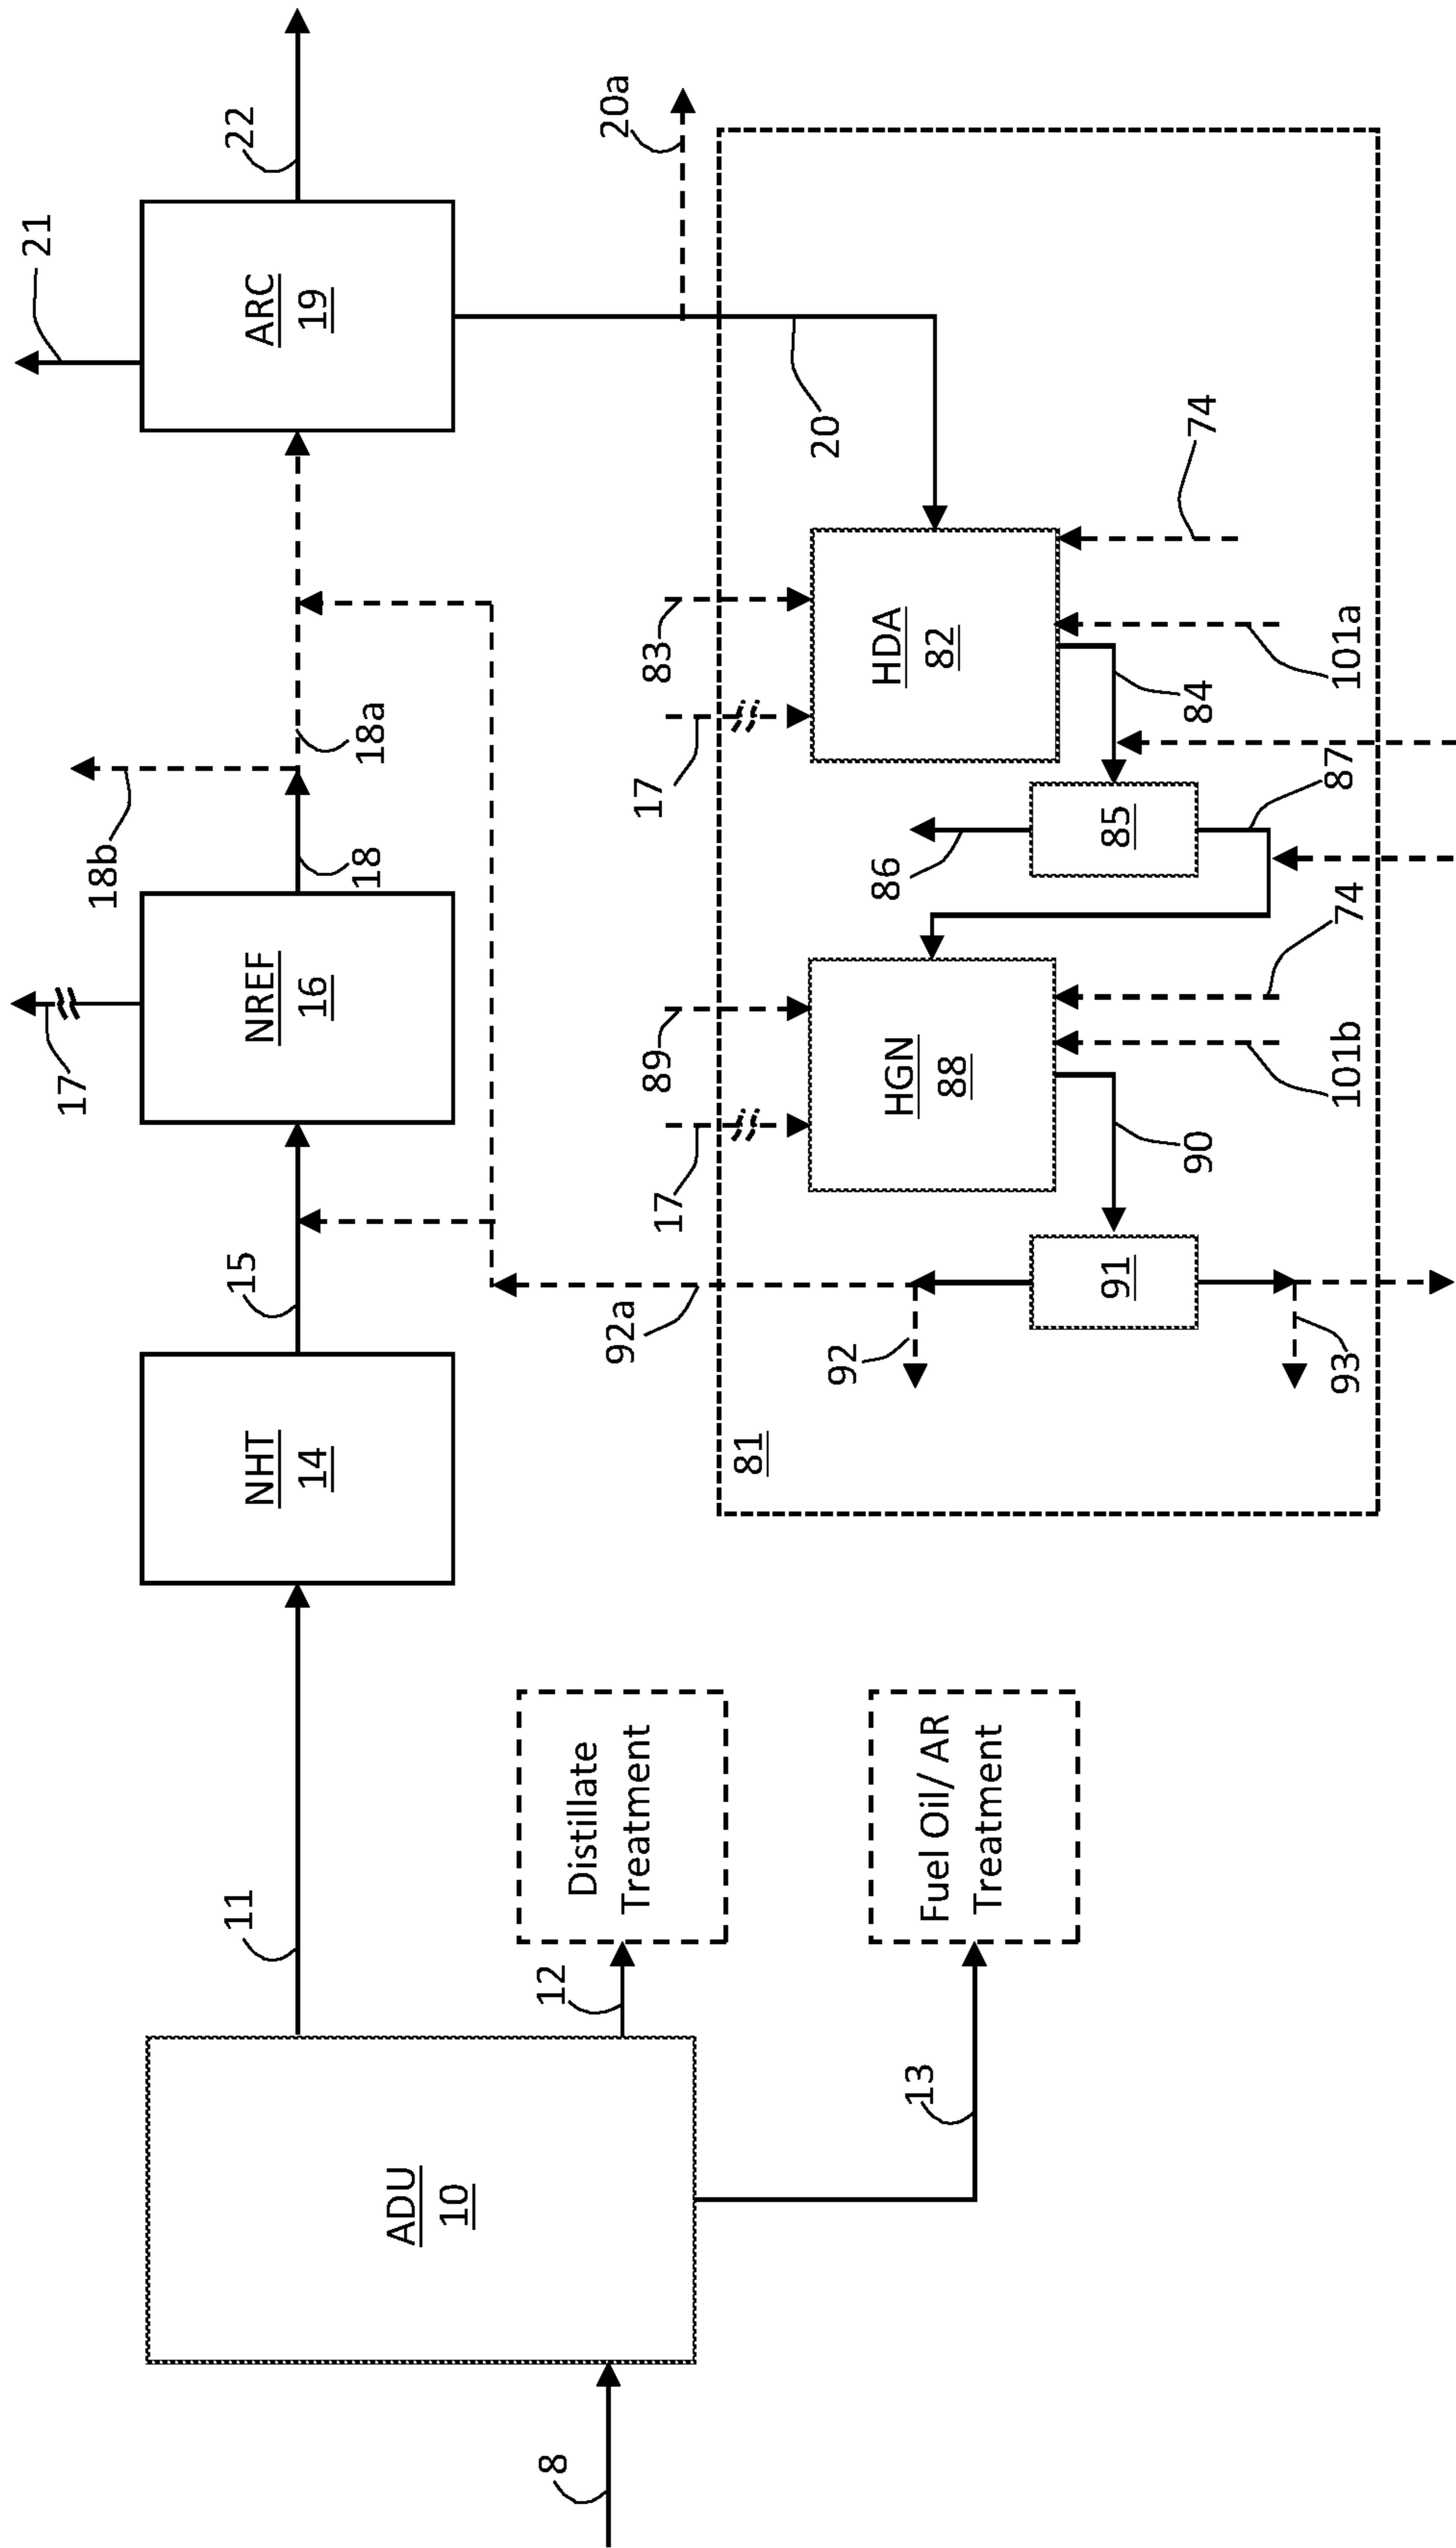 8
ADU
10
11
12
13
Distillate
Treatment
Fuel Oil/ AR
Treatment
NHT
14
15
17
NREF
16
18
18b
18a
21
ARC
19
22
20a
20
81
92a
92
93
91
90
17
89
HGN
88
101b
74
86
85
87
84
17
83
HDA
82
101a
74